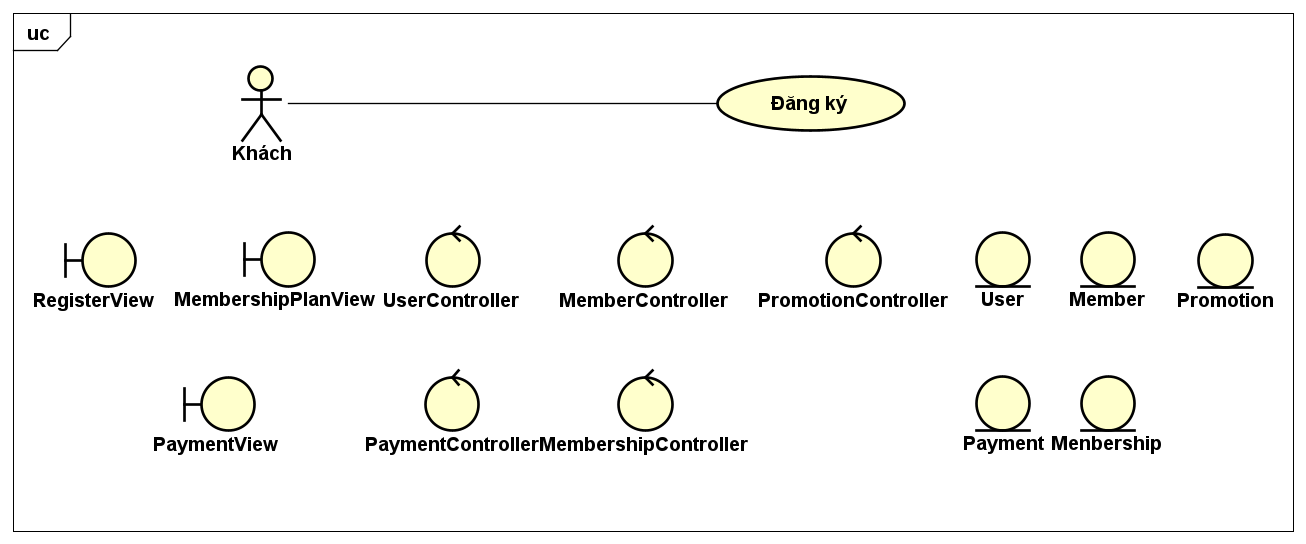 uc
Khách
Đăng ký
RegisterView
MembershipPlanView
UserController
MemberController
PromotionController
User
Member
Promotion
PaymentView
PaymentController
MembershipController
Payment
Menbership